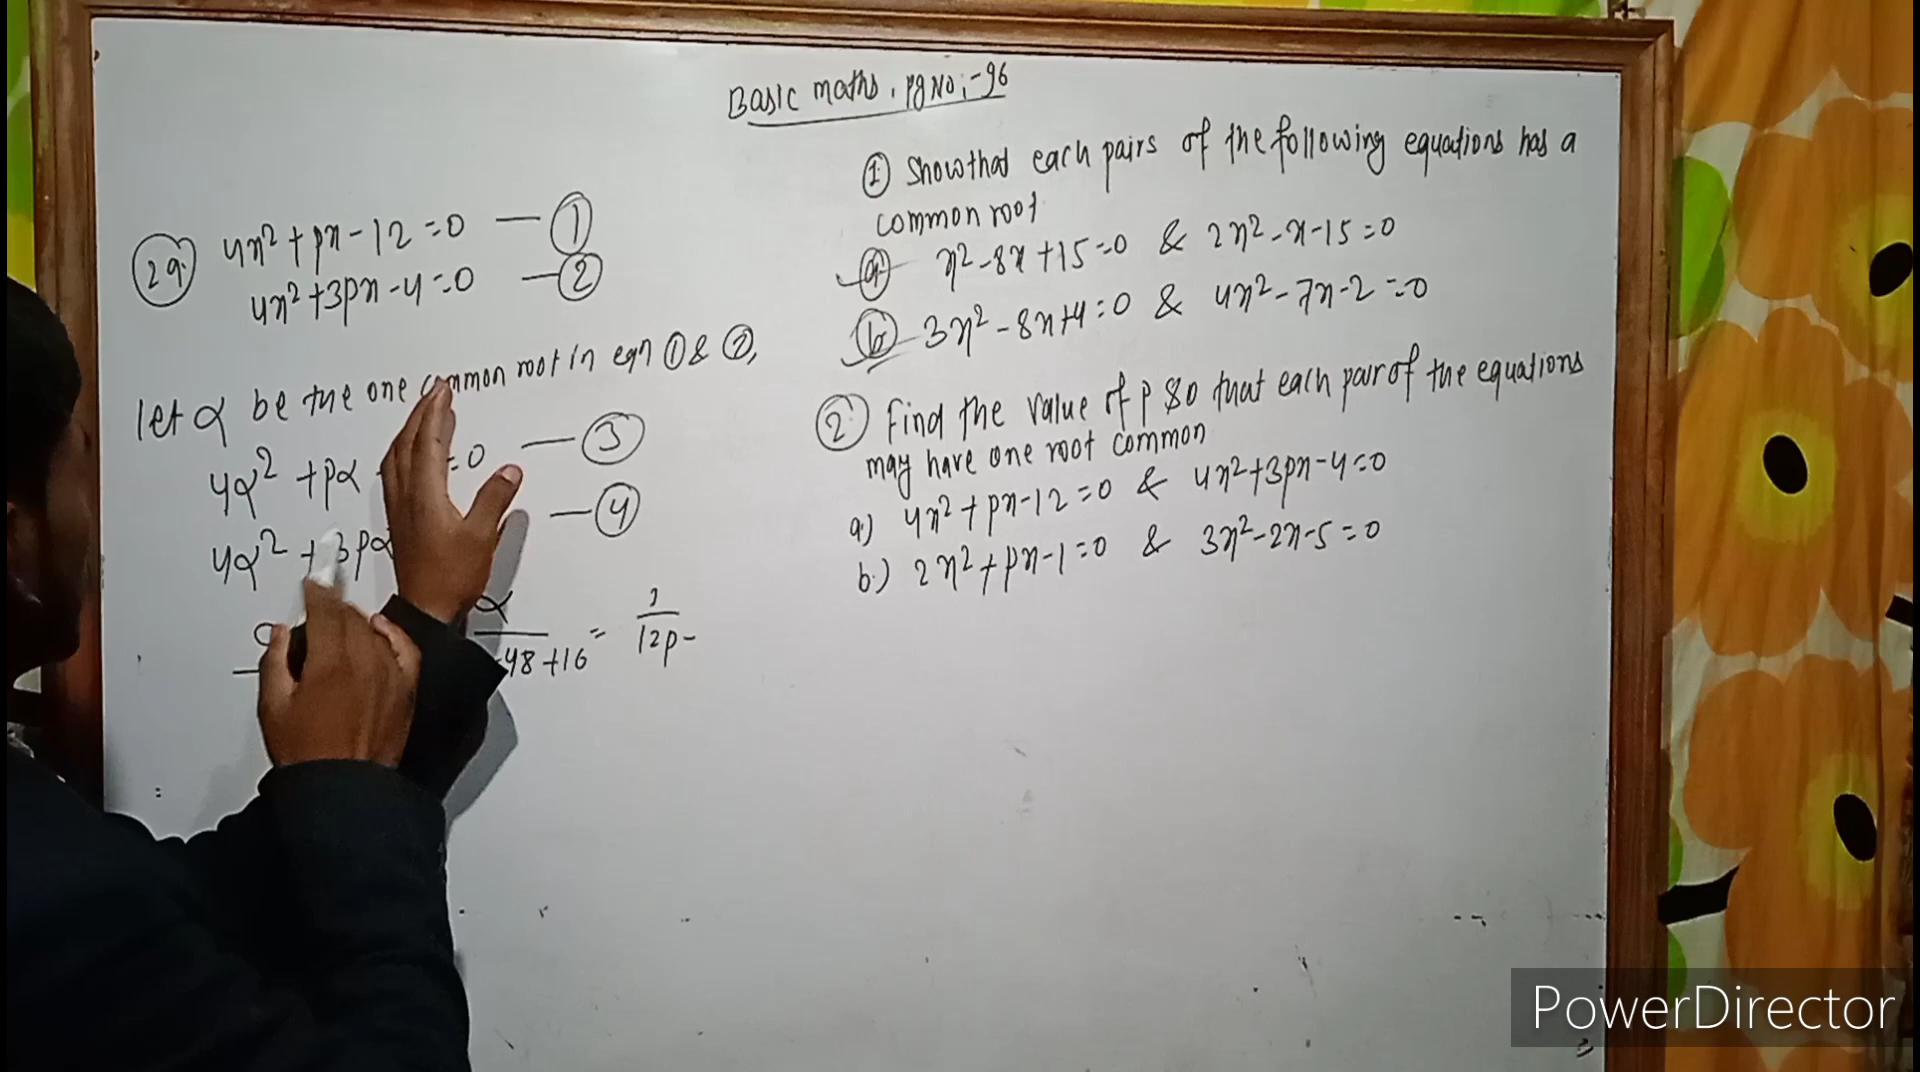 Basic maths, Pg No:-96
① Show that each pairs of the following equations has a
common root
(a) x²-8x+15=0 & 2x²-x-15=0
(b) 3x²-8x+4=0 & 4x²-7x-2=0
② Find the value of p so that each pair of the equations
may have one root common
a) 4x²+px-12=0 & 4x²+3px-4=0
b.) 2x²+px-1=0 & 3x²-2x-5=0
(2a) 4x²+px-12=0 — ①
4x²+3px-4=0 — ②
let α be the one common root in eqn ① & ②,
4α²+pα =0 — ③
4α²+3pα — ④
α = 1
-48+16 12p-
PowerDirector